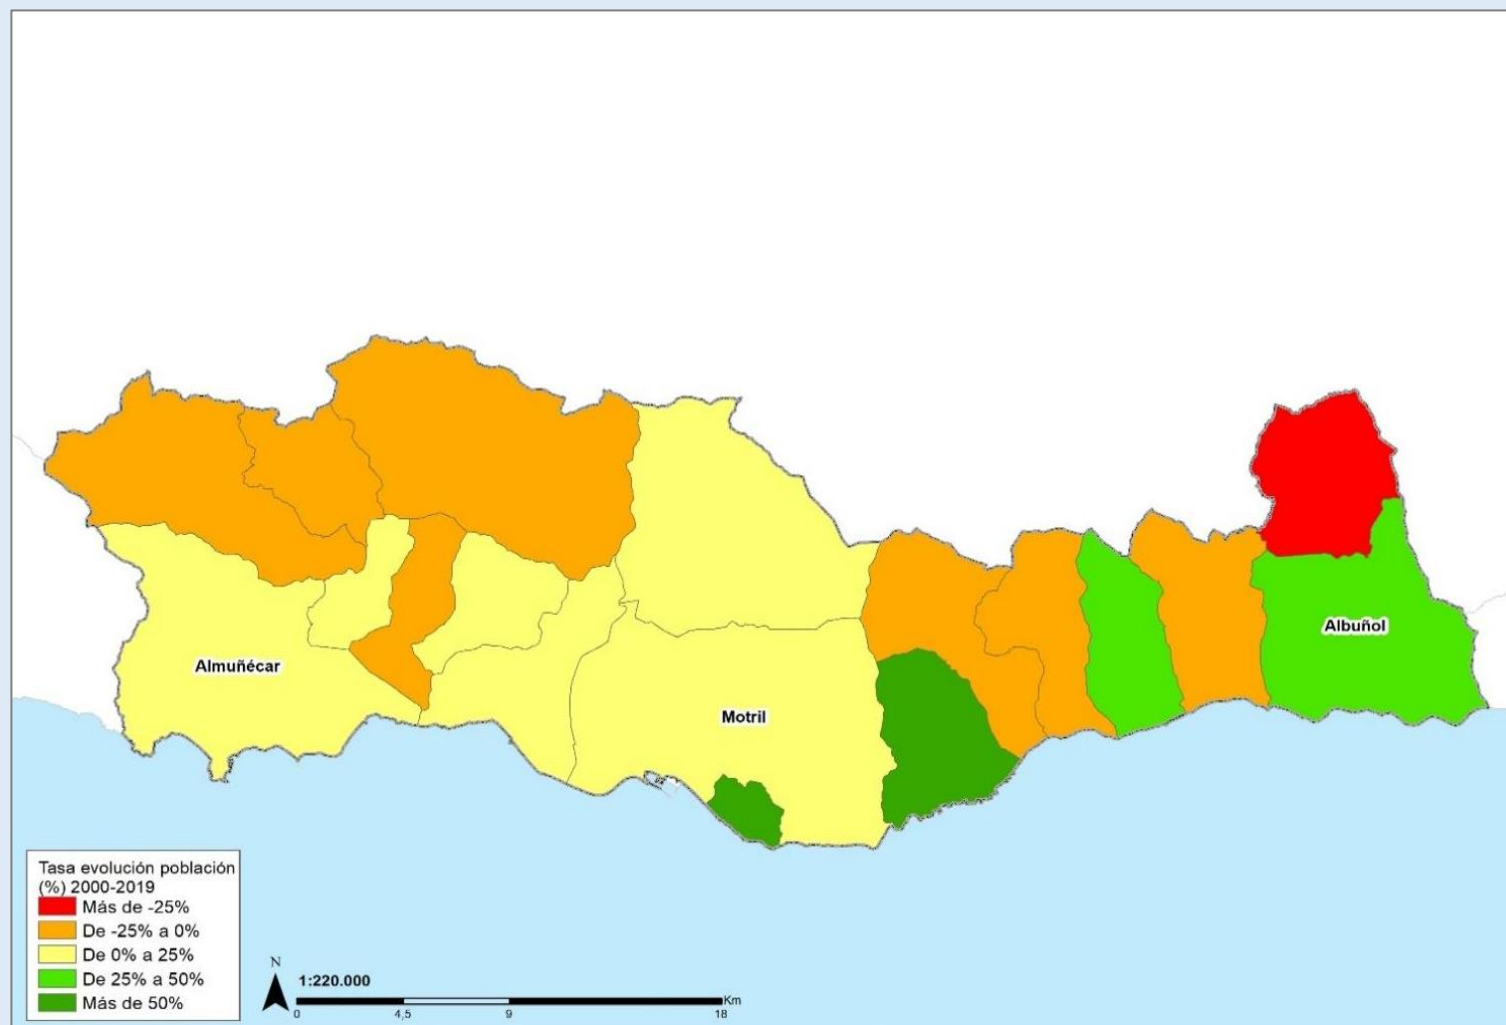 Albuñol
Almuñécar
Motril
Tasa evolución población
(%) 2000-2019
Más de -25%
De -25% a 0%
De 0% a 25%
De 25% a 50%
Más de 50%
N
1:220.000
Km
0 4,5 9 18